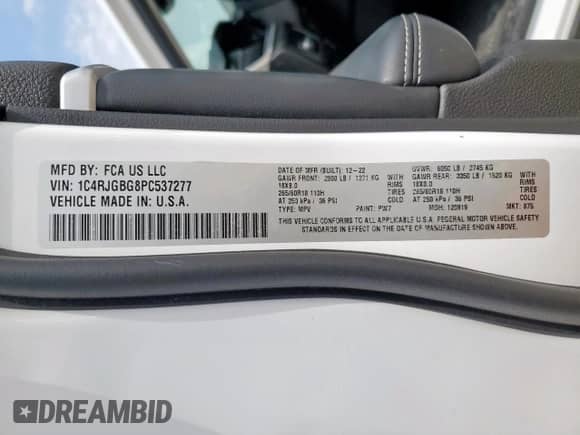 MFD BY: FCA US LLC
VIN: 1C4RJGBG8PC537277
VEHICLE MADE IN: U.S.A.
DATE OF MFR (BUILT): 12-22 GVWR: 6050 LB / 2745 KG
GAWR FRONT: 2800 LB / 1271 KG WITH GAWR REAR: 3350 LB / 1520 KG WITH
18X8.0 RIMS 18X8.0 RIMS
265/60R18 110H TIRES 265/60R18 110H TIRES
AT 250 kPa / 36 PSI COLD AT 250 kPa / 36 PSI COLD
THIS VEHICLE CONFORMS TO ALL APPLICABLE U.S.A. FEDERAL MOTOR VEHICLE SAFETY
STANDARDS IN EFFECT ON THE DATE OF MANUFACTURE SHOWN ABOVE.
TYPE: MPV PAINT: PW7 MDH: 120819 MKT: 875
DREAMBID